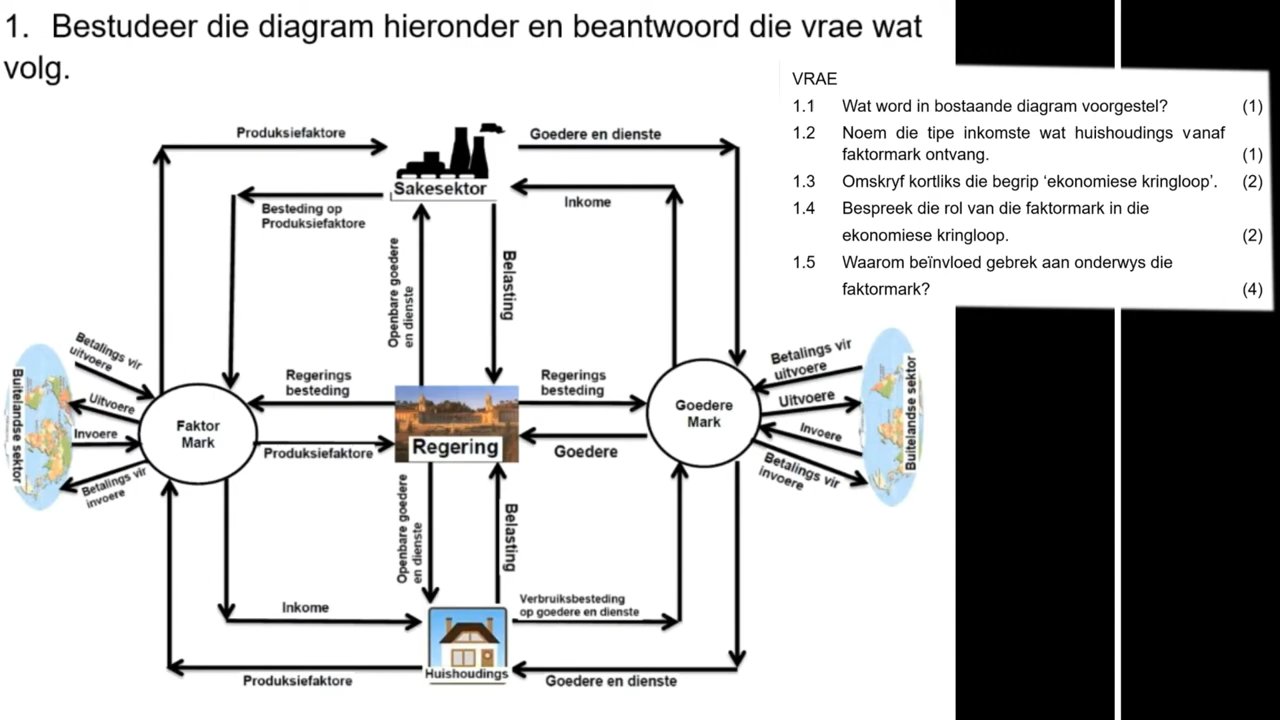 1. Bestudeer die diagram hieronder en beantwoord die vrae wat
volg.
VRAE
1.1 Wat word in bostaande diagram voorgestel? (1)
1.2 Noem die tipe inkomste wat huishoudings vanaf
faktormark ontvang. (1)
1.3 Omskryf kortliks die begrip ‘ekonomiese kringloop’. (2)
1.4 Bespreek die rol van die faktormark in die
ekonomiese kringloop. (2)
1.5 Waarom beïnvloed gebrek aan onderwys die
faktormark? (4)
Produksiefaktore
Goedere en dienste
Sakesektor
Besteding op
Produksiefaktore
Inkome
Openbare goedere
en dienste
Belasting
Buitelandse sektor
Betalings vir
uitvoere
Uitvoere
Invoere
Betalings vir
invoere
Faktor
Mark
Regerings
besteding
Produksiefaktore
Regering
Regerings
besteding
Goedere
Goedere
Mark
Betalings vir
uitvoere
Uitvoere
Invoere
Betalings vir
invoere
Buitelandse sektor
Openbare goedere
en dienste
Belasting
Inkome
Verbruiksbesteding
op goedere en dienste
Huishoudings
Produksiefaktore
Goedere en dienste